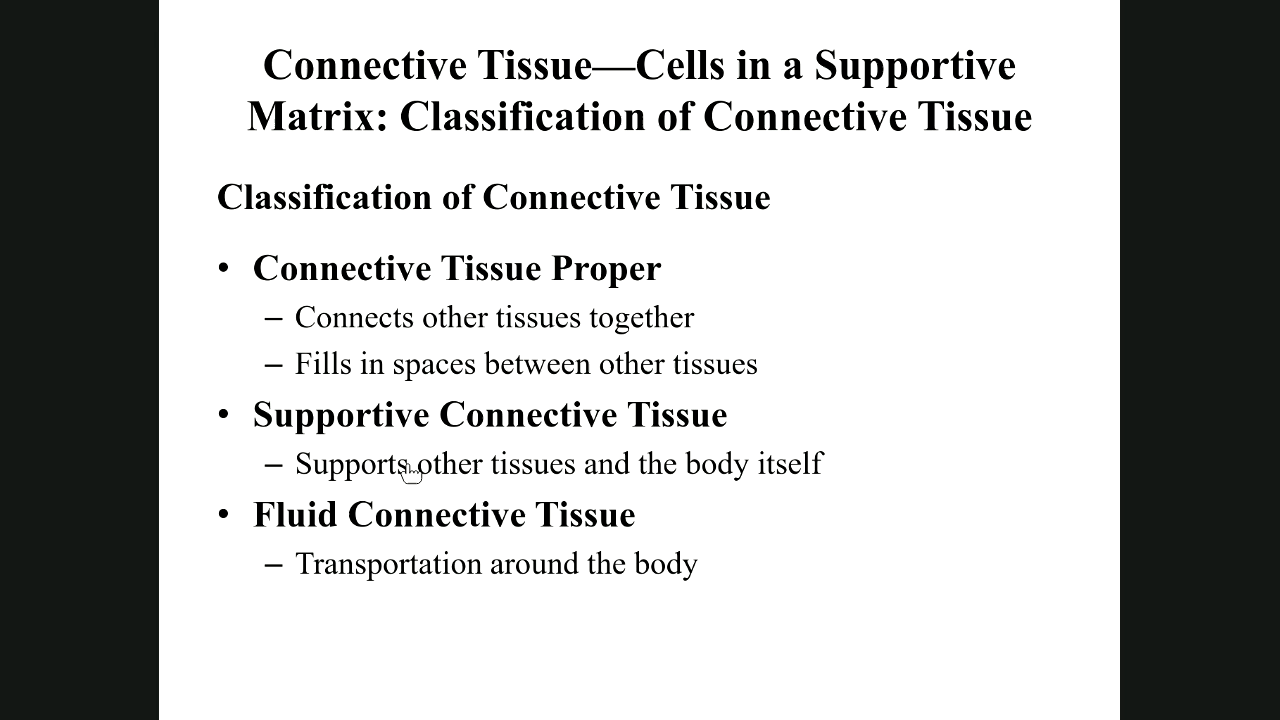 Connective Tissue—Cells in a Supportive
Matrix: Classification of Connective Tissue
Classification of Connective Tissue
• Connective Tissue Proper
– Connects other tissues together
– Fills in spaces between other tissues
• Supportive Connective Tissue
– Supports other tissues and the body itself
• Fluid Connective Tissue
– Transportation around the body